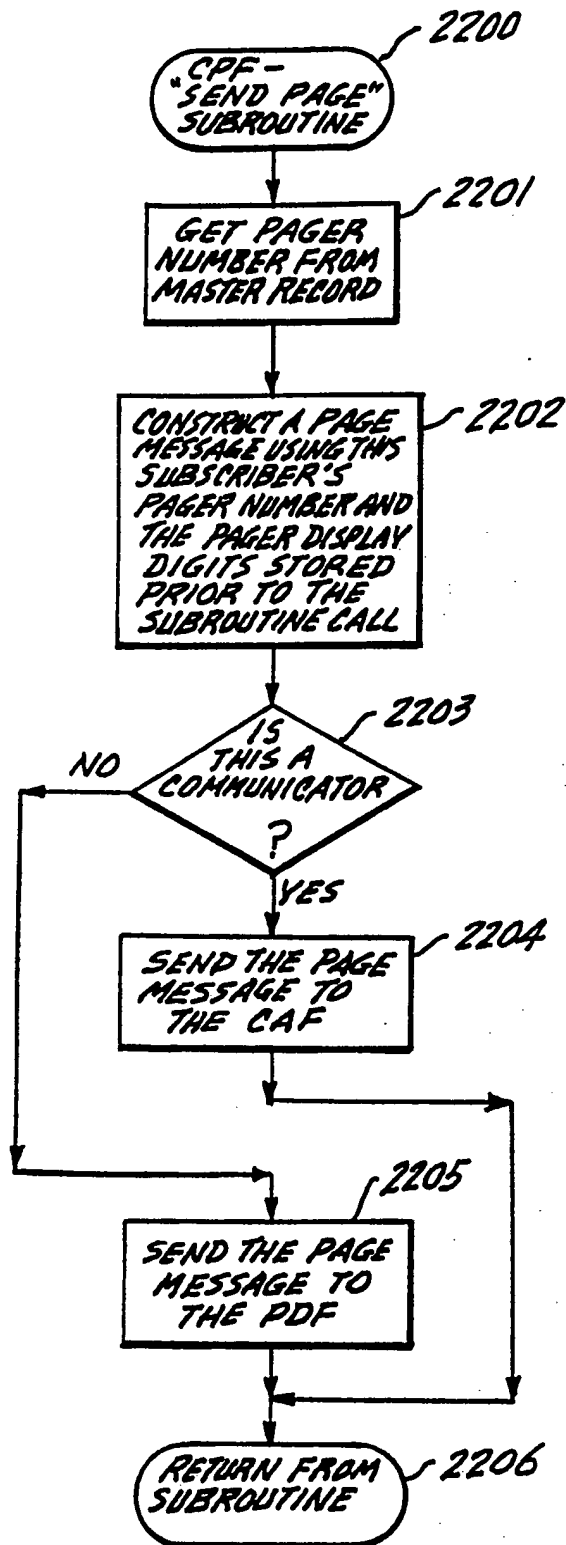 2200
CPF-
"SEND PAGE"
SUBROUTINE
2201
GET PAGER
NUMBER FROM
MASTER RECORD
2202
CONSTRUCT A PAGE
MESSAGE USING THIS
SUBSCRIBER'S
PAGER NUMBER AND
THE PAGER DISPLAY
DIGITS STORED
PRIOR TO THE
SUBROUTINE CALL
2203
IS
THIS A
COMMUNICATOR
?
NO
YES
2204
SEND THE PAGE
MESSAGE TO
THE CAF
2205
SEND THE PAGE
MESSAGE TO
THE PDF
RETURN FROM
SUBROUTINE
2206